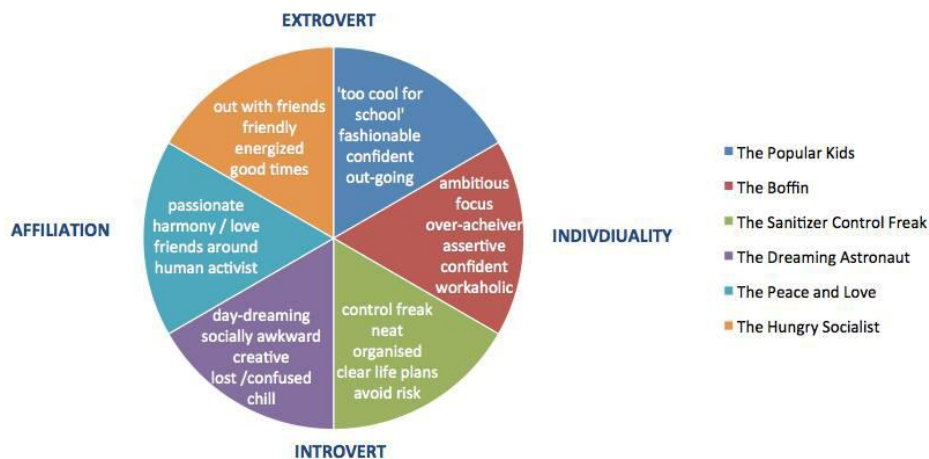 EXTROVERT
'too cool for
school'
fashionable
confident
out-going
out with friends
friendly
energized
good times
ambitious
focus
over-acheiver
assertive
confident
workaholic
passionate
harmony / love
friends around
human activist
AFFILIATION
INDIVDIUALITY
day-dreaming
socially awkward
creative
lost /confused
chill
control freak
neat
organised
clear life plans
avoid risk
INTROVERT
The Popular Kids
The Boffin
The Sanitizer Control Freak
The Dreaming Astronaut
The Peace and Love
The Hungry Socialist